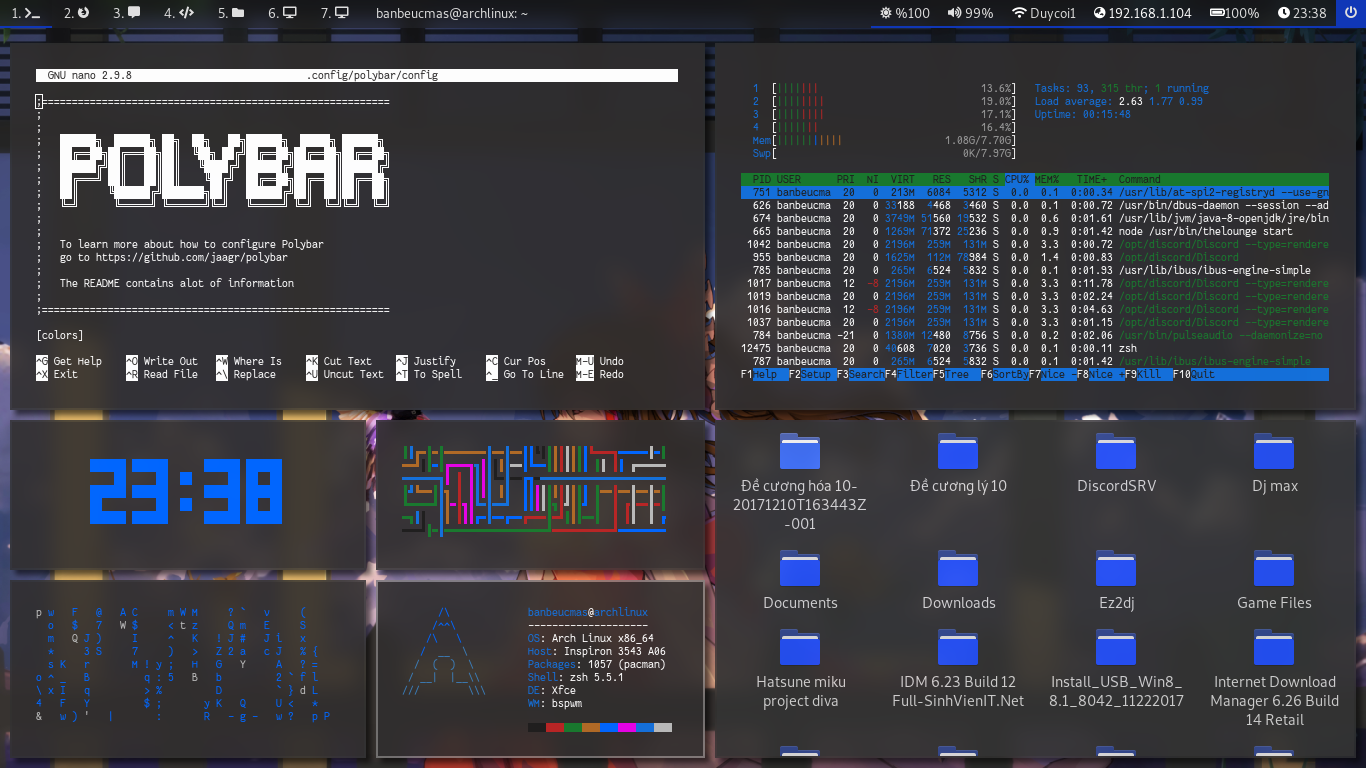 1. 2. 3. 4. 5. 6. 7. banbeucmas@archlinux: ~ %100 99% Duycoi1 192.168.1.104 100% 23:38
GNU nano 2.9.8 .config/polybar/config
;==========================================================
;
;
; POLYBAR
;
;
;
;
;
;
; To learn more about how to configure Polybar
; go to https://github.com/jaagr/polybar
;
; The README contains alot of information
;
;==========================================================
[colors]
^G Get Help ^O Write Out ^W Where Is ^K Cut Text ^J Justify ^C Cur Pos M-U Undo
^X Exit ^R Read File ^\ Replace ^U Uncut Text ^T To Spell ^_ Go To Line M-E Redo
1 [||||||| 13.6%] Tasks: 93, 315 thr; 1 running
2 [|||||||| 19.0%] Load average: 2.63 1.77 0.99
3 [|||||||| 17.1%] Uptime: 00:15:48
4 [||||||| 16.4%]
Mem[||||||||||| 1.08G/7.70G]
Swp[ 0K/7.97G]
PID USER PRI NI VIRT RES SHR S CPU% MEM% TIME+ Command
751 banbeucma 20 0 213M 6084 5312 S 0.0 0.1 0:00.34 /usr/lib/at-spi2-registryd --use-gn
626 banbeucma 20 0 33188 4468 3460 S 0.0 0.1 0:00.72 /usr/bin/dbus-daemon --session --ad
674 banbeucma 20 0 3749M 51560 19532 S 0.0 0.6 0:01.61 /usr/lib/jvm/java-8-openjdk/jre/bin
665 banbeucma 20 0 1269M 71372 25236 S 0.0 0.9 0:01.42 node /usr/bin/thelounge start
1042 banbeucma 20 0 2196M 259M 131M S 0.0 3.3 0:00.72 /opt/discord/Discord --type=rendere
955 banbeucma 20 0 1625M 112M 78984 S 0.0 1.4 0:00.83 /opt/discord/Discord
785 banbeucma 20 0 265M 6524 5832 S 0.0 0.1 0:01.93 /usr/lib/ibus/ibus-engine-simple
1017 banbeucma 12 -8 2196M 259M 131M S 0.0 3.3 0:11.78 /opt/discord/Discord --type=rendere
1019 banbeucma 20 0 2196M 259M 131M S 0.0 3.3 0:02.24 /opt/discord/Discord --type=rendere
1016 banbeucma 12 -8 2196M 259M 131M S 0.0 3.3 0:04.63 /opt/discord/Discord --type=rendere
1037 banbeucma 20 0 2196M 259M 131M S 0.0 3.3 0:01.15 /opt/discord/Discord --type=rendere
784 banbeucma -21 0 1380M 12480 8756 S 0.0 0.2 0:02.06 /usr/bin/pulseaudio --daemonize=no
12475 banbeucma 20 0 40608 7020 3736 S 0.0 0.1 0:00.11 zsh
787 banbeucma 20 0 265M 6524 5832 S 0.0 0.1 0:01.42 /usr/lib/ibus/ibus-engine-simple
F1Help F2Setup F3SearchF4FilterF5Tree F6SortByF7Nice -F8Nice +F9Kill F10Quit
23:38
banbeucmas@archlinux
--------------------
OS: Arch Linux x86_64
Host: Inspiron 3543 A06
Packages: 1057 (pacman)
Shell: zsh 5.5.1
DE: Xfce
WM: bspwm
Đề cương hóa 10-
20171210T163443Z
-001
Đề cương lý 10
DiscordSRV
Dj max
Documents
Downloads
Ez2dj
Game Files
Hatsune miku
project diva
IDM 6.23 Build 12
Full-SinhVienIT.Net
Install_USB_Win8_
8.1_8042_11222017
Internet Download
Manager 6.26 Build
14 Retail